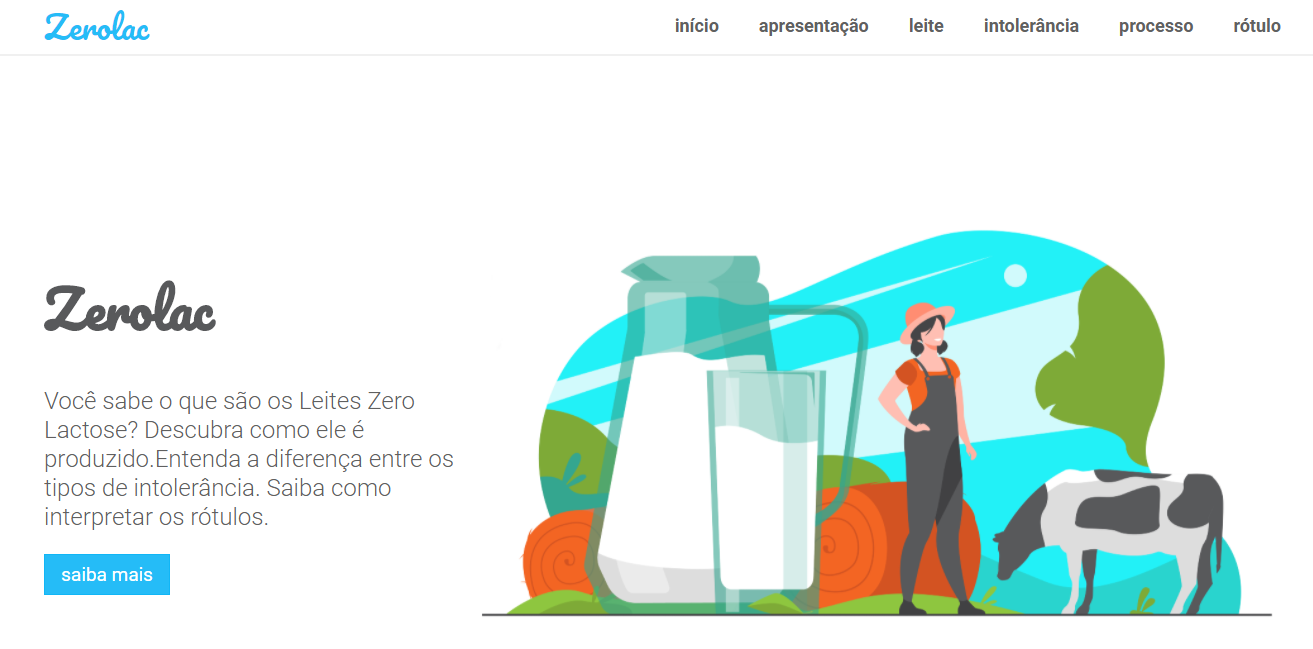 Zerolac
início apresentação leite intolerância processo rótulo
Zerolac
Você sabe o que são os Leites Zero
Lactose? Descubra como ele é
produzido.Entenda a diferença entre os
tipos de intolerância. Saiba como
interpretar os rótulos.
saiba mais